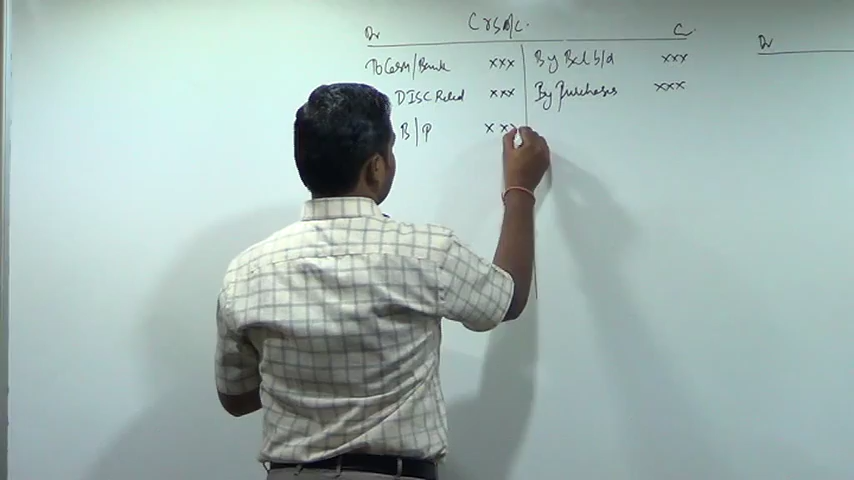 Dr Crs A/c. Cr.
To Cash/Bank xxx By Bal b/d xxx
DISC Recd xxx By Purchases xxx
B/P x xx
Dr